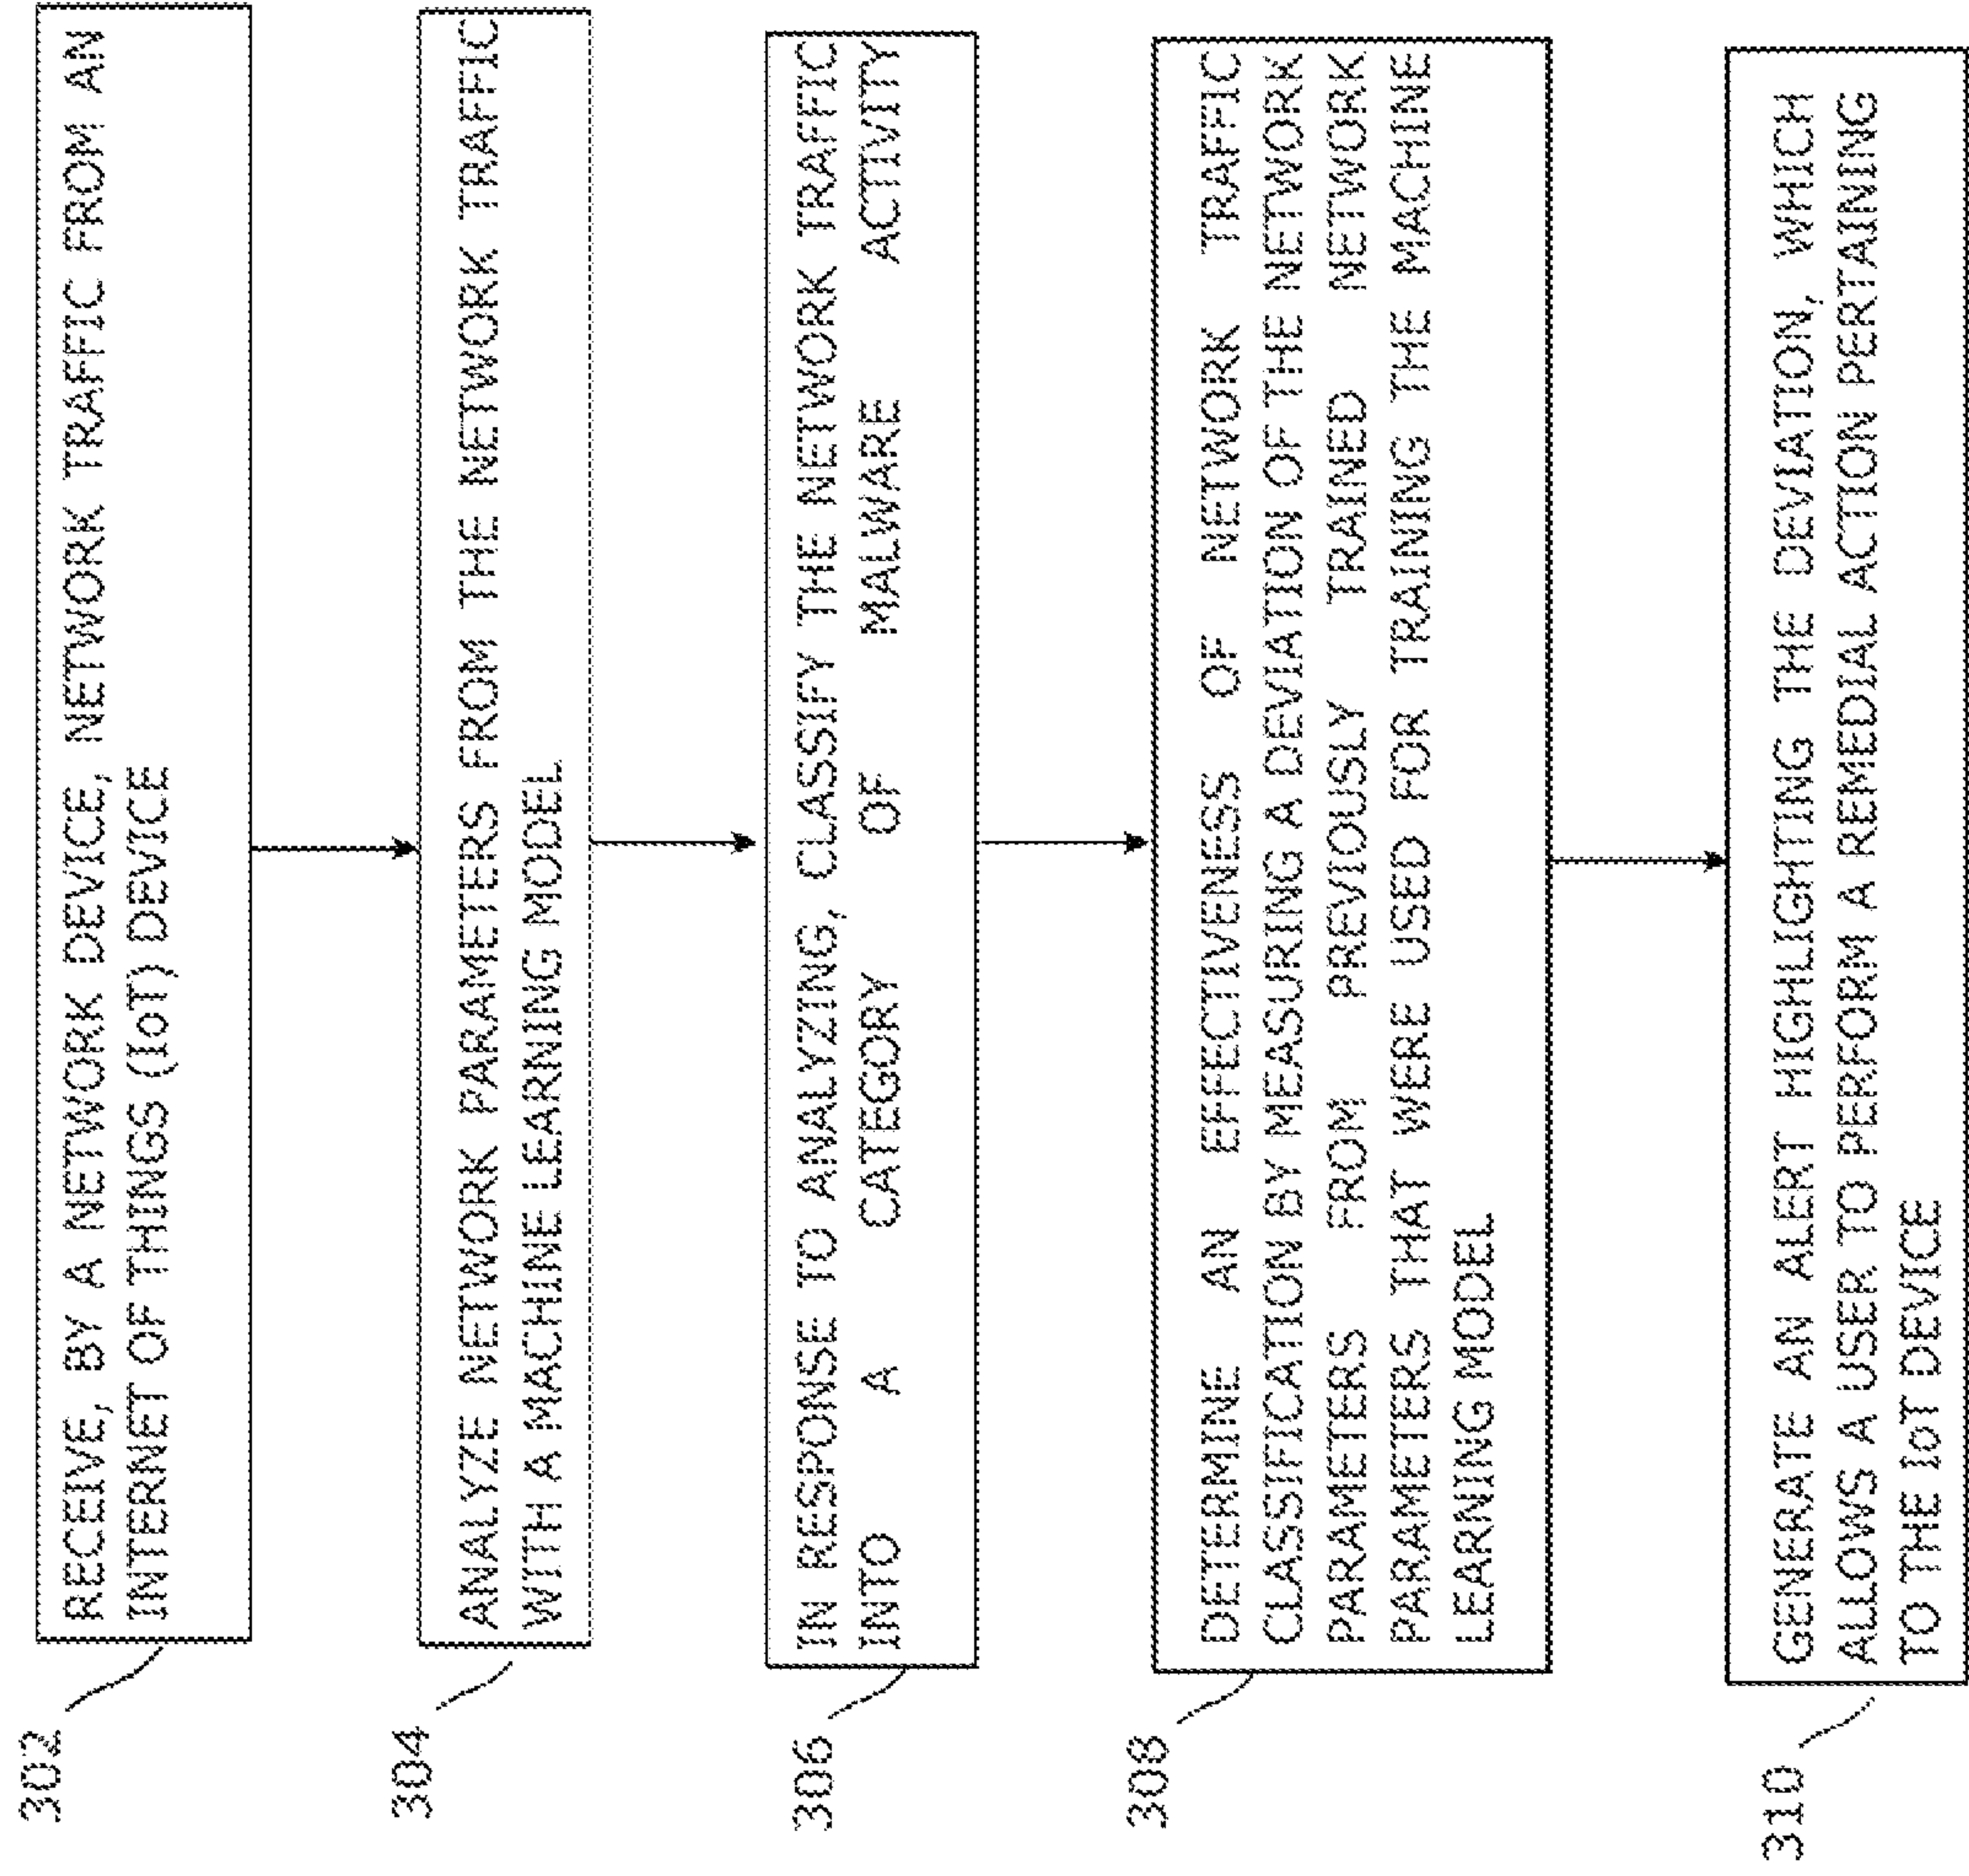 302
RECEIVE, BY A NETWORK DEVICE, NETWORK TRAFFIC FROM AN
INTERNET OF THINGS (IoT) DEVICE
304
ANALYZE NETWORK PARAMETERS FROM THE NETWORK TRAFFIC
WITH A MACHINE LEARNING MODEL
306
IN RESPONSE TO ANALYZING, CLASSIFY THE NETWORK TRAFFIC
INTO A CATEGORY OF MALWARE ACTIVITY
308
DETERMINE AN EFFECTIVENESS OF NETWORK TRAFFIC
CLASSIFICATION BY MEASURING A DEVIATION OF THE NETWORK
PARAMETERS FROM PREVIOUSLY TRAINED NETWORK
PARAMETERS THAT WERE USED FOR TRAINING THE MACHINE
LEARNING MODEL
310
GENERATE AN ALERT HIGHLIGHTING THE DEVIATION, WHICH
ALLOWS A USER TO PERFORM A REMEDIAL ACTION PERTAINING
TO THE IoT DEVICE